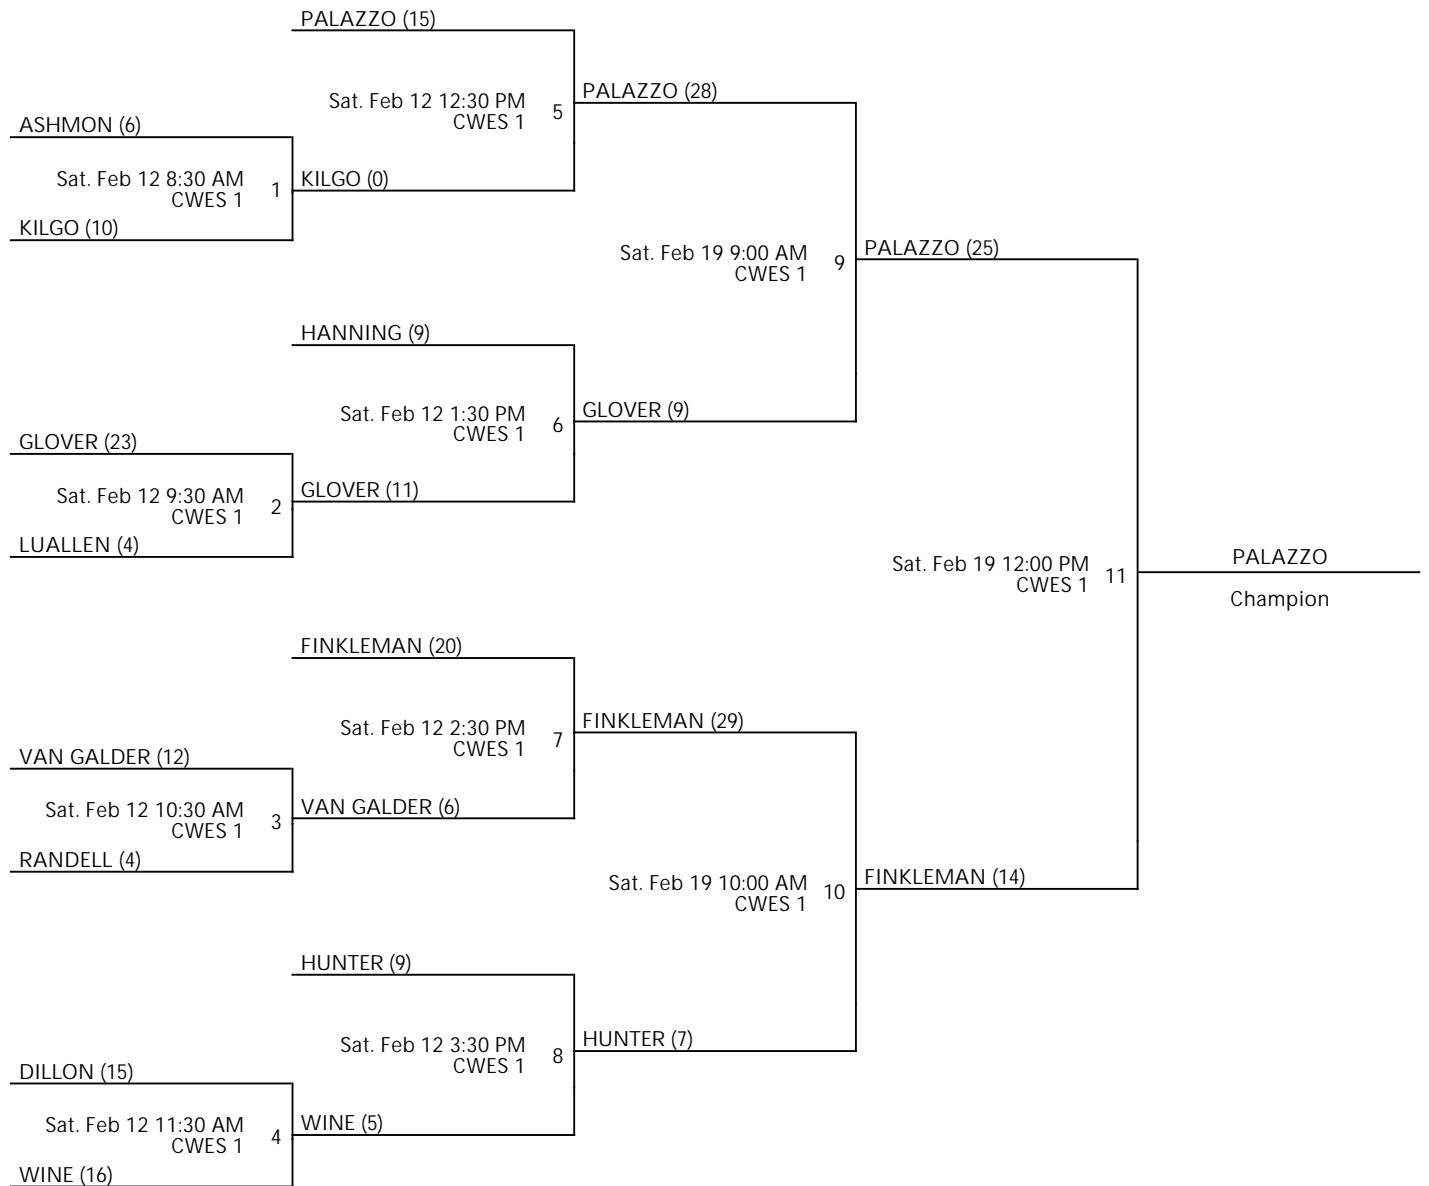 PALAZZO (15)
Sat. Feb 12 12:30 PM
CWES 1
5
PALAZZO (28)
ASHMON (6)
Sat. Feb 12 8:30 AM
CWES 1
1
KILGO (0)
KILGO (10)
Sat. Feb 19 9:00 AM
CWES 1
9
PALAZZO (25)
HANNING (9)
Sat. Feb 12 1:30 PM
CWES 1
6
GLOVER (9)
GLOVER (23)
Sat. Feb 12 9:30 AM
CWES 1
2
GLOVER (11)
LUALLEN (4)
Sat. Feb 19 12:00 PM
CWES 1
11
PALAZZO
Champion
FINKLEMAN (20)
Sat. Feb 12 2:30 PM
CWES 1
7
FINKLEMAN (29)
VAN GALDER (12)
Sat. Feb 12 10:30 AM
CWES 1
3
VAN GALDER (6)
RANDELL (4)
Sat. Feb 19 10:00 AM
CWES 1
10
FINKLEMAN (14)
HUNTER (9)
Sat. Feb 12 3:30 PM
CWES 1
8
HUNTER (7)
DILLON (15)
Sat. Feb 12 11:30 AM
CWES 1
4
WINE (5)
WINE (16)